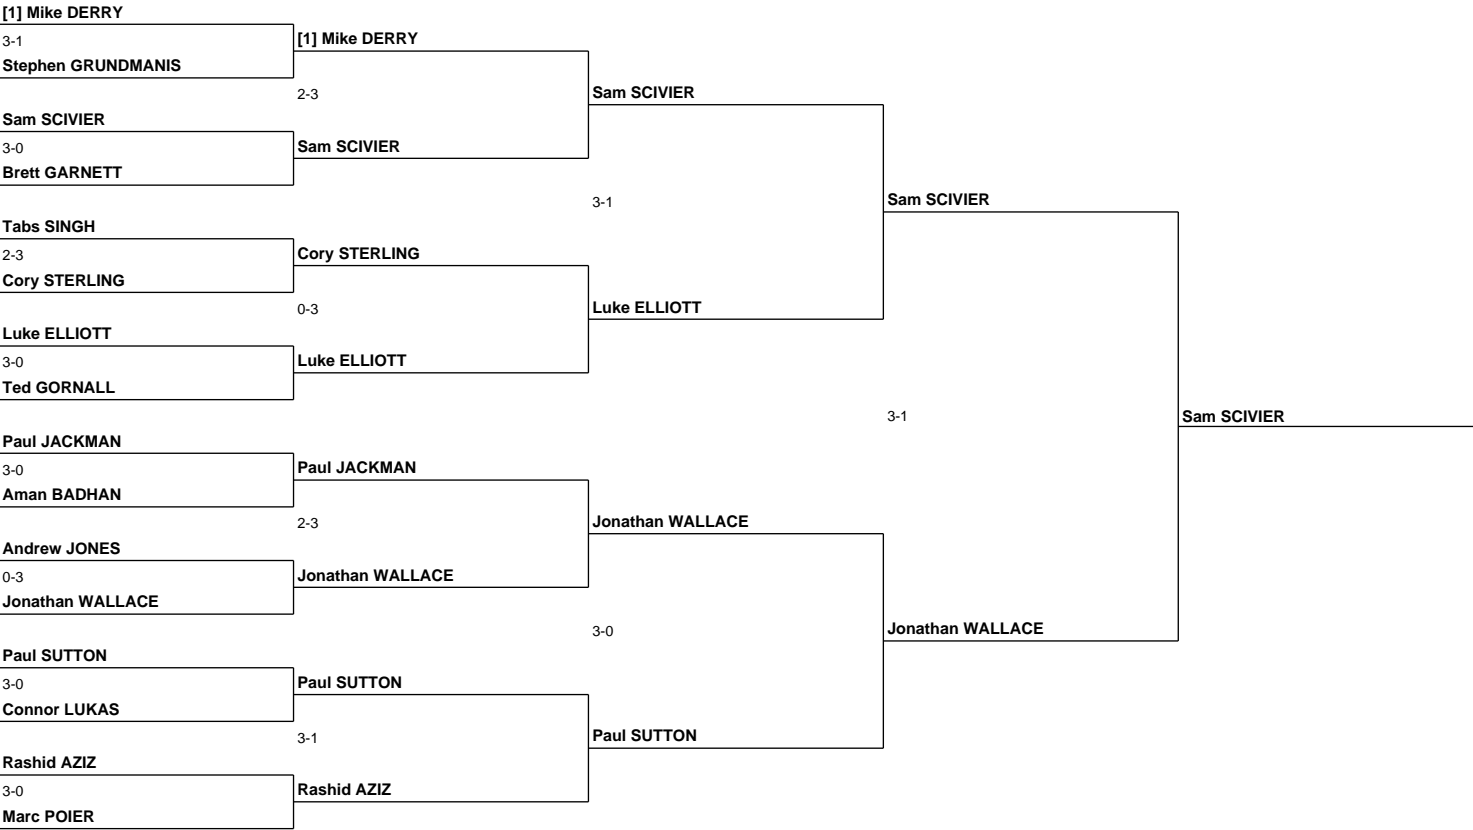 [1] Mike DERRY
3-1
Stephen GRUNDMANIS
Sam SCIVIER
3-0
Brett GARNETT
Tabs SINGH
2-3
Cory STERLING
Luke ELLIOTT
3-0
Ted GORNALL
Paul JACKMAN
3-0
Aman BADHAN
Andrew JONES
0-3
Jonathan WALLACE
Paul SUTTON
3-0
Connor LUKAS
Rashid AZIZ
3-0
Marc POIER
[1] Mike DERRY
2-3
Sam SCIVIER
Cory STERLING
0-3
Luke ELLIOTT
Paul JACKMAN
2-3
Jonathan WALLACE
Paul SUTTON
3-1
Rashid AZIZ
Sam SCIVIER
3-1
Luke ELLIOTT
Jonathan WALLACE
3-0
Paul SUTTON
Sam SCIVIER
3-1
Jonathan WALLACE
Sam SCIVIER